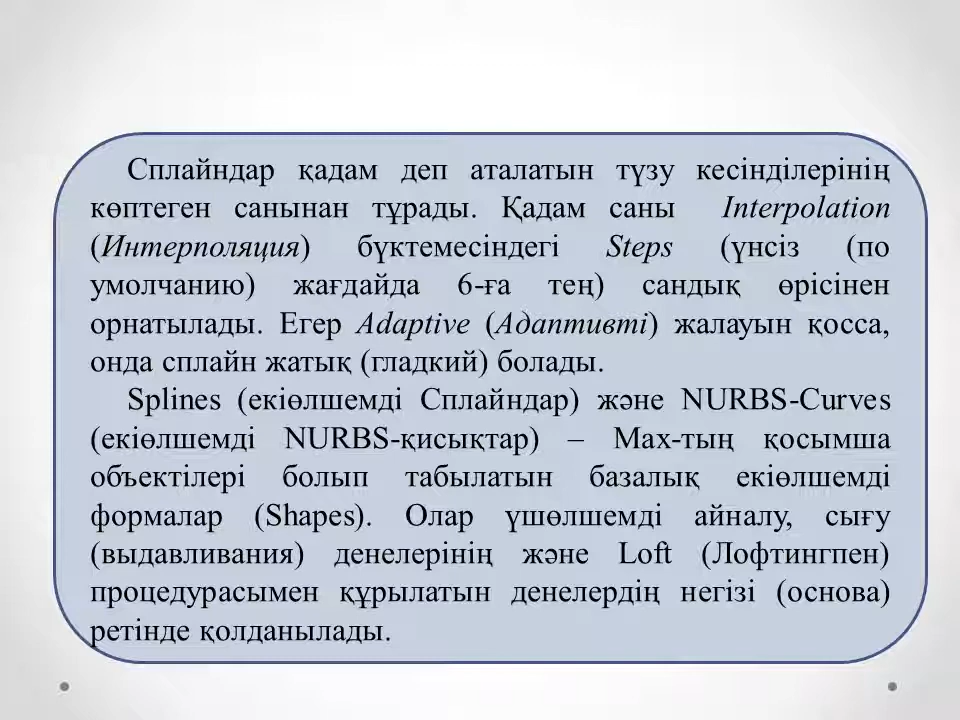 Сплайндар қадам деп аталатын түзу кесінділерінің
көптеген санынан тұрады. Қадам саны Interpolation
(Интерполяция) бүктемесіндегі Steps (үнсіз (по
умолчанию) жағдайда 6-ға тең) сандық өрісінен
орнатылады. Егер Adaptive (Адаптивті) жалауын қосса,
онда сплайн жатық (гладкий) болады.
Splines (екіөлшемді Сплайндар) және NURBS-Curves
(екіөлшемді NURBS-қисықтар) – Max-тың қосымша
объектілері болып табылатын базалық екіөлшемді
формалар (Shapes). Олар үшөлшемді айналу, сығу
(выдавливания) денелерінің және Loft (Лофтингпен)
процедурасымен құрылатын денелердің негізі (основа)
ретінде қолданылады.